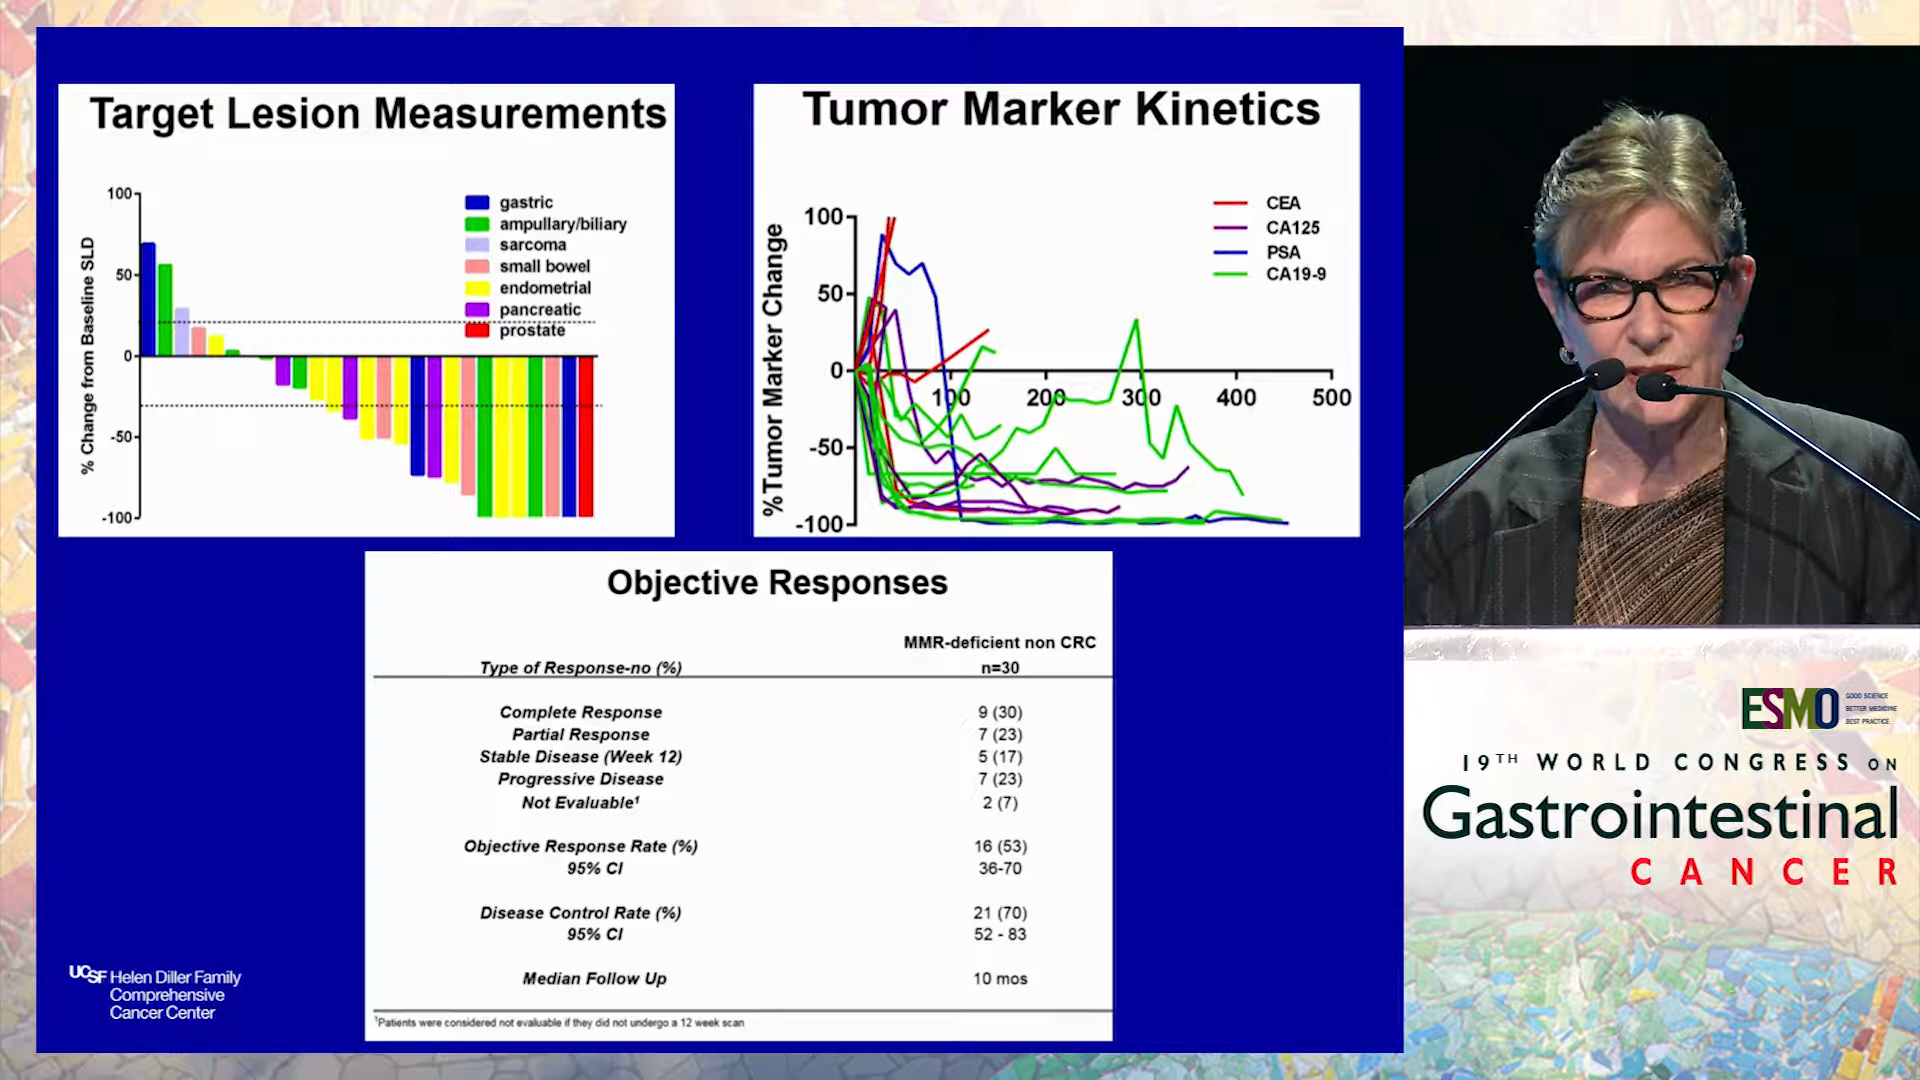 Target Lesion Measurements
% Change from Baseline SLD
100
50
0
-50
-100
gastric
ampullary/biliary
sarcoma
small bowel
endometrial
pancreatic
prostate
Tumor Marker Kinetics
%Tumor Marker Change
100
50
0
-50
-100
100
200
300
400
500
CEA
CA125
PSA
CA19-9
Objective Responses
MMR-deficient non CRC
Type of Response-no (%) n=30
Complete Response 9 (30)
Partial Response 7 (23)
Stable Disease (Week 12) 5 (17)
Progressive Disease 7 (23)
Not Evaluable¹ 2 (7)
Objective Response Rate (%) 16 (53)
95% CI 36-70
Disease Control Rate (%) 21 (70)
95% CI 52 - 83
Median Follow Up 10 mos
¹Patients were considered not evaluable if they did not undergo a 12 week scan
UCSF Helen Diller Family
Comprehensive
Cancer Center
ESMO
GOOD SCIENCE
BETTER MEDICINE
BEST PRACTICE
19TH WORLD CONGRESS ON
Gastrointestinal
CANCER